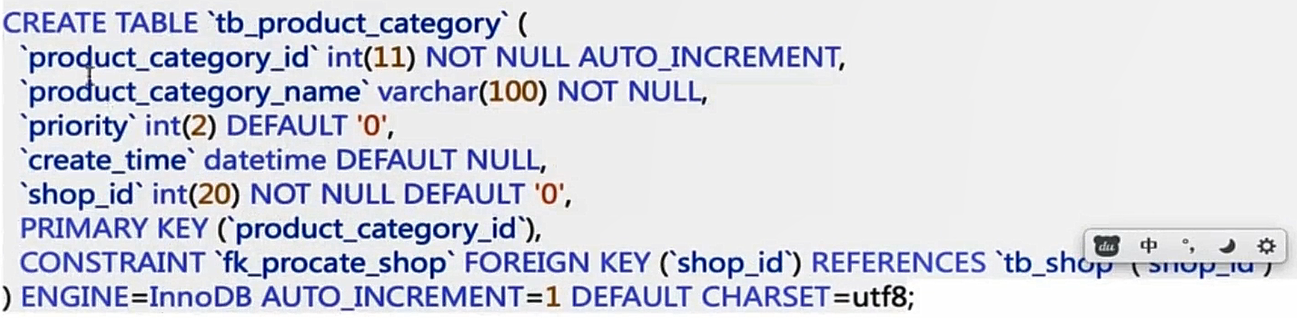 CREATE TABLE `tb_product_category` (
`product_category_id` int(11) NOT NULL AUTO_INCREMENT,
`product_category_name` varchar(100) NOT NULL,
`priority` int(2) DEFAULT '0',
`create_time` datetime DEFAULT NULL,
`shop_id` int(20) NOT NULL DEFAULT '0',
PRIMARY KEY (`product_category_id`),
CONSTRAINT `fk_procate_shop` FOREIGN KEY (`shop_id`) REFERENCES `tb_shop` (`shop_id`)
) ENGINE=InnoDB AUTO_INCREMENT=1 DEFAULT CHARSET=utf8;
du 中 °,